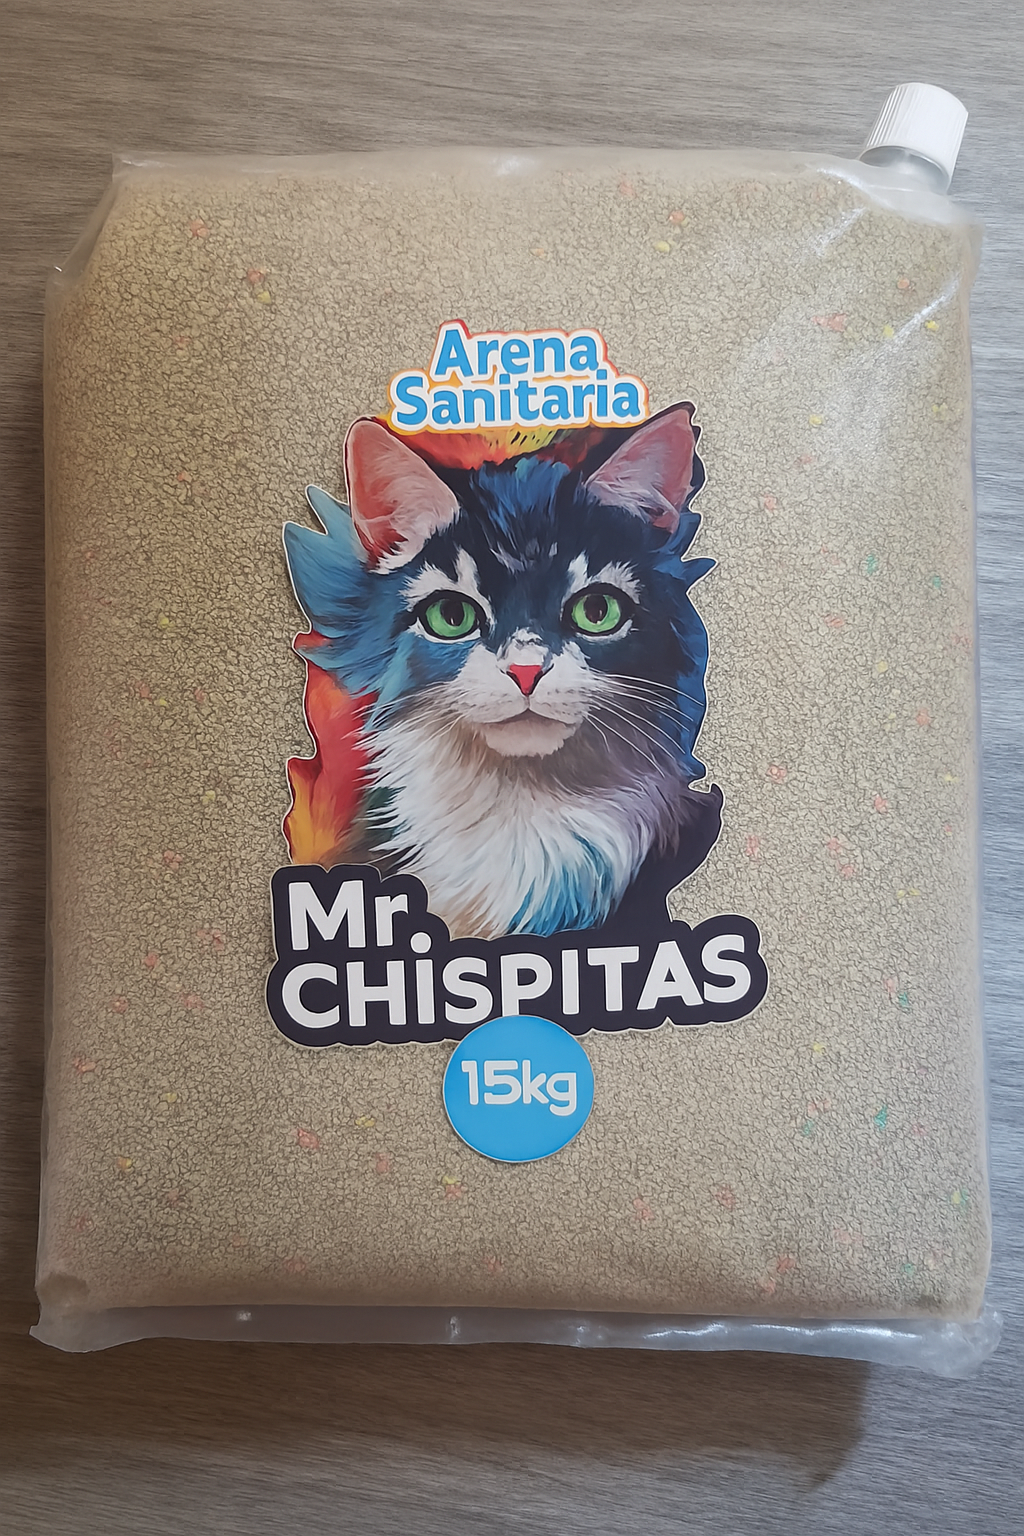 Arena
Sanitaria
Mr.
CHiSPITAS
15kg